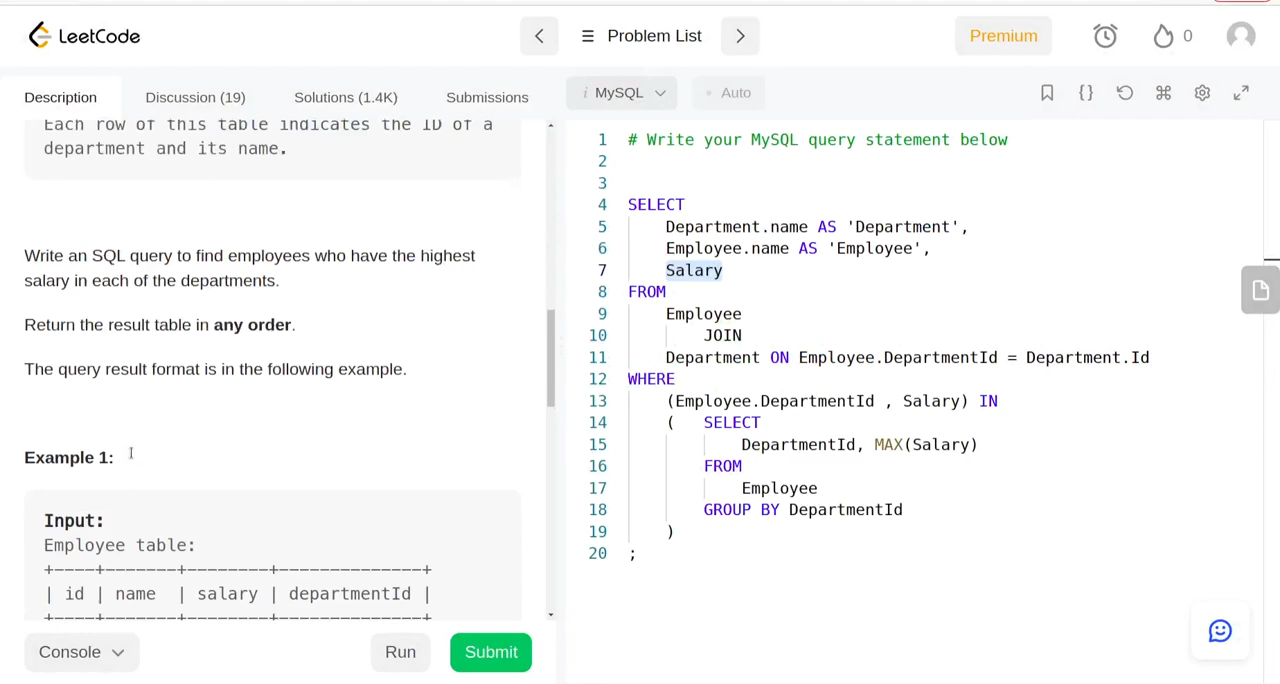 LeetCode
Problem List
Premium
0
Description
Discussion (19)
Solutions (1.4K)
Submissions
i MySQL
• Auto
{}
Each row of this table indicates the ID of a
department and its name.
Write an SQL query to find employees who have the highest
salary in each of the departments.
Return the result table in any order.
The query result format is in the following example.
Example 1:
Input:
Employee table:
+----+-------+--------+--------------+
| id | name  | salary | departmentId |
+----+-------+--------+--------------+
Console
Run
Submit
1 # Write your MySQL query statement below
2
3
4 SELECT
5     Department.name AS 'Department',
6     Employee.name AS 'Employee',
7     Salary
8 FROM
9     Employee
10         JOIN
11     Department ON Employee.DepartmentId = Department.Id
12 WHERE
13     (Employee.DepartmentId , Salary) IN
14     (   SELECT
15             DepartmentId, MAX(Salary)
16         FROM
17             Employee
18         GROUP BY DepartmentId
19     )
20 ;